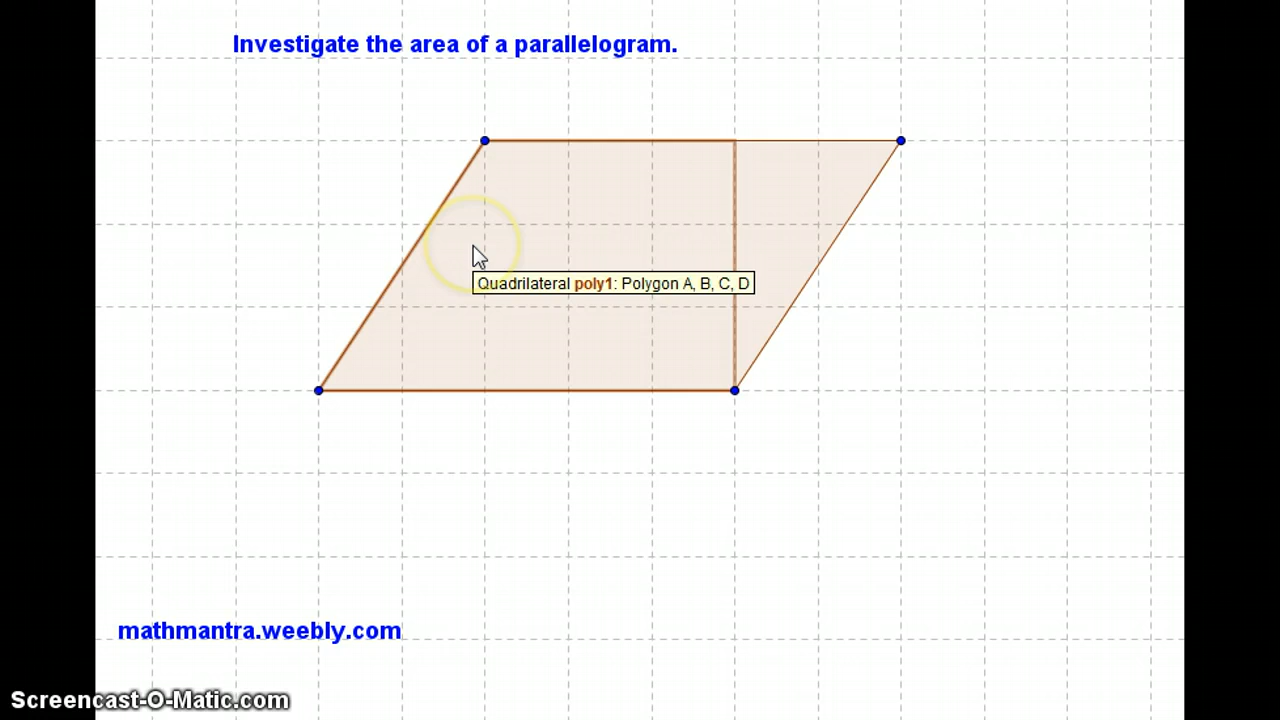 Investigate the area of a parallelogram.
Quadrilateral poly1: Polygon A, B, C, D
mathmantra.weebly.com
Screencast-O-Matic.com